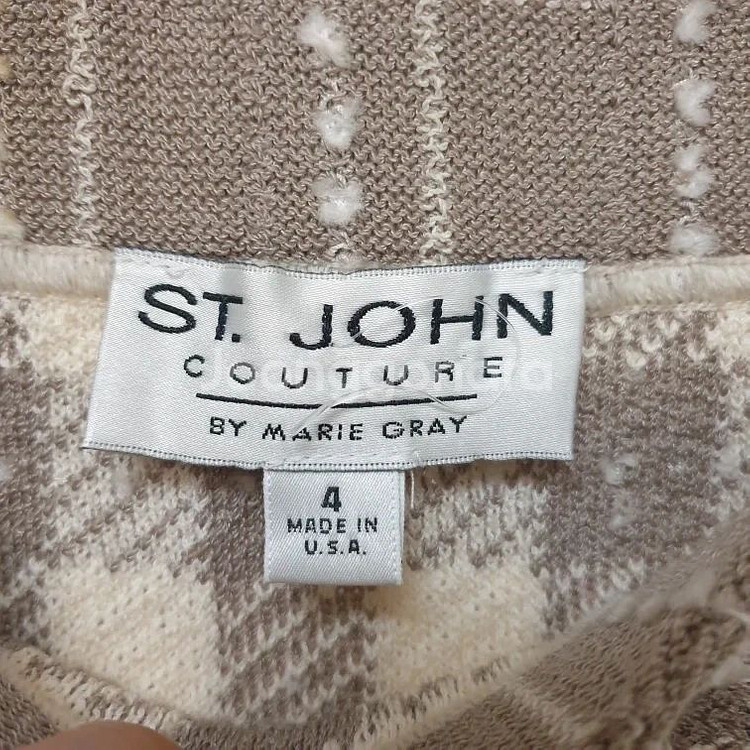 ST. JOHN
COUTURE
BY MARIE GRAY
4
MADE IN
U.S.A.